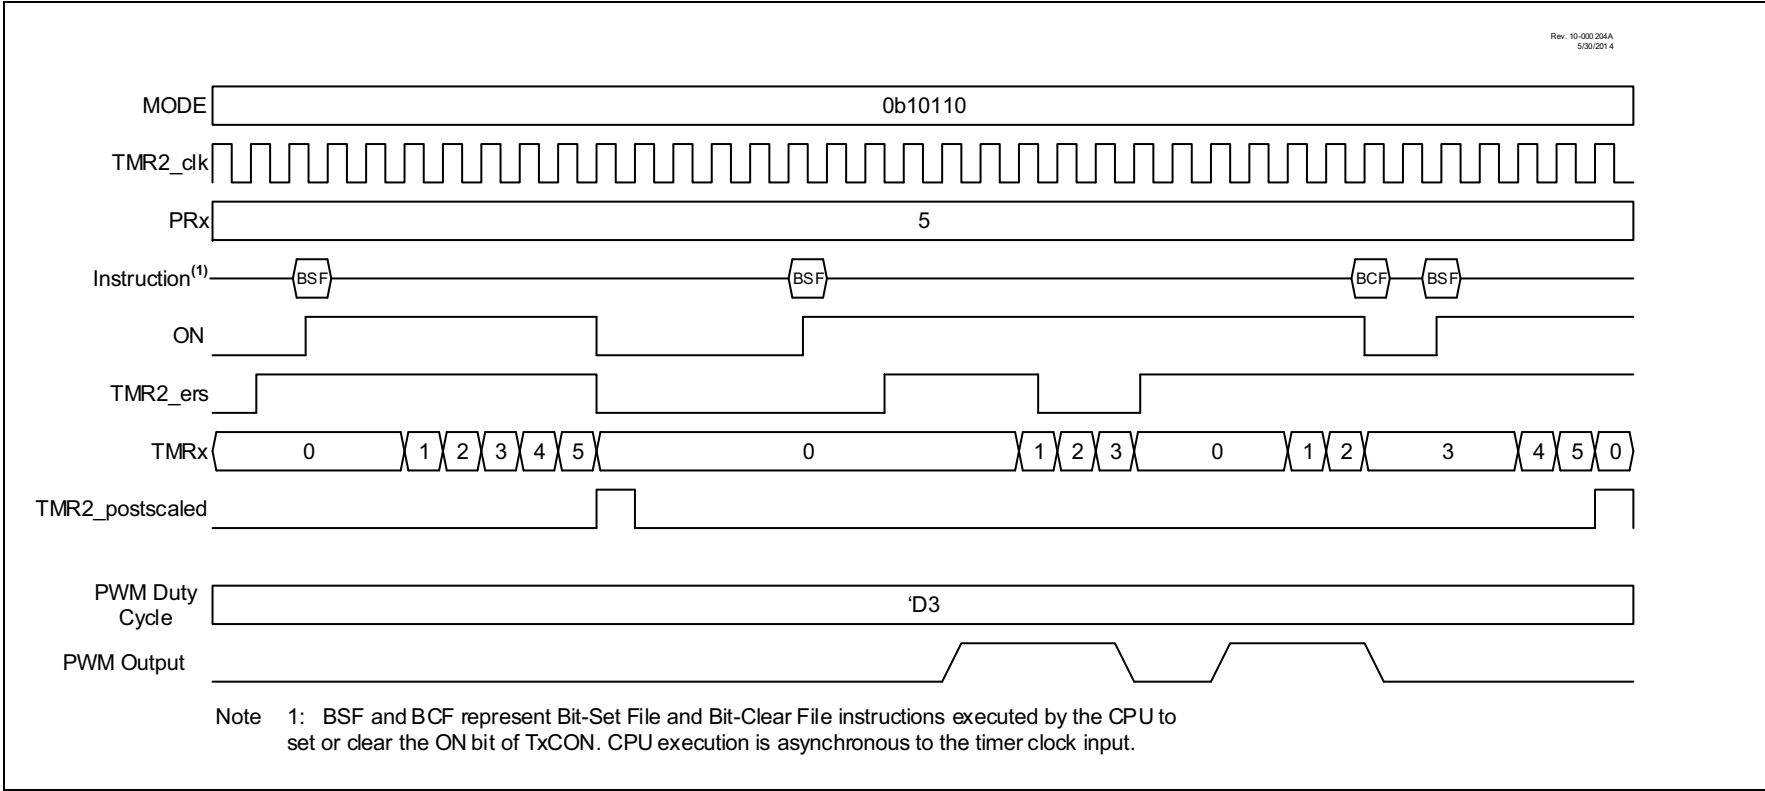 Rev. 10-000 204A
5/30/201 4
MODE 0b10110
TMR2_clk
PRx 5
Instruction(1) BSF BSF BCF BSF
ON
TMR2_ers
TMRx 0 1 2 3 4 5 0 1 2 3 0 1 2 3 4 5 0
TMR2_postscaled
PWM Duty
Cycle
‘D3
PWM Output
Note 1: BSF and BCF represent Bit-Set File and Bit-Clear File instructions executed by the CPU to
set or clear the ON bit of TxCON. CPU execution is asynchronous to the timer clock input.